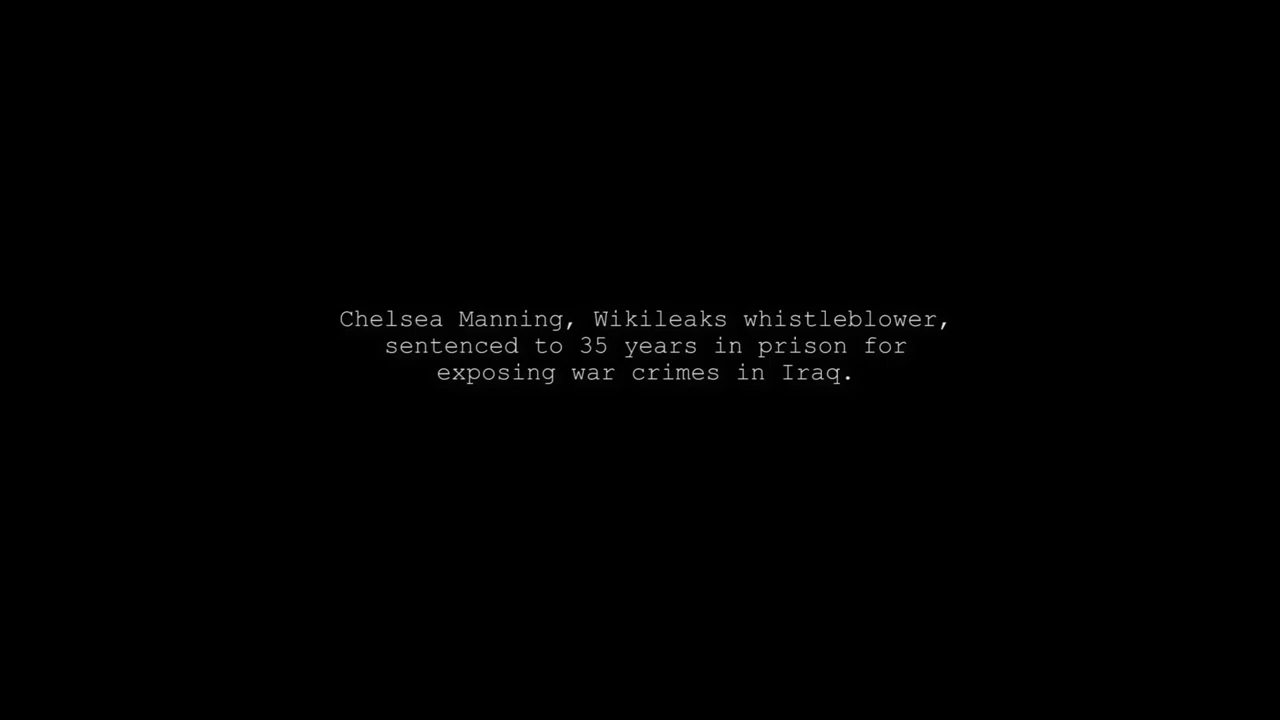 Chelsea Manning, Wikileaks whistleblower,
sentenced to 35 years in prison for
exposing war crimes in Iraq.